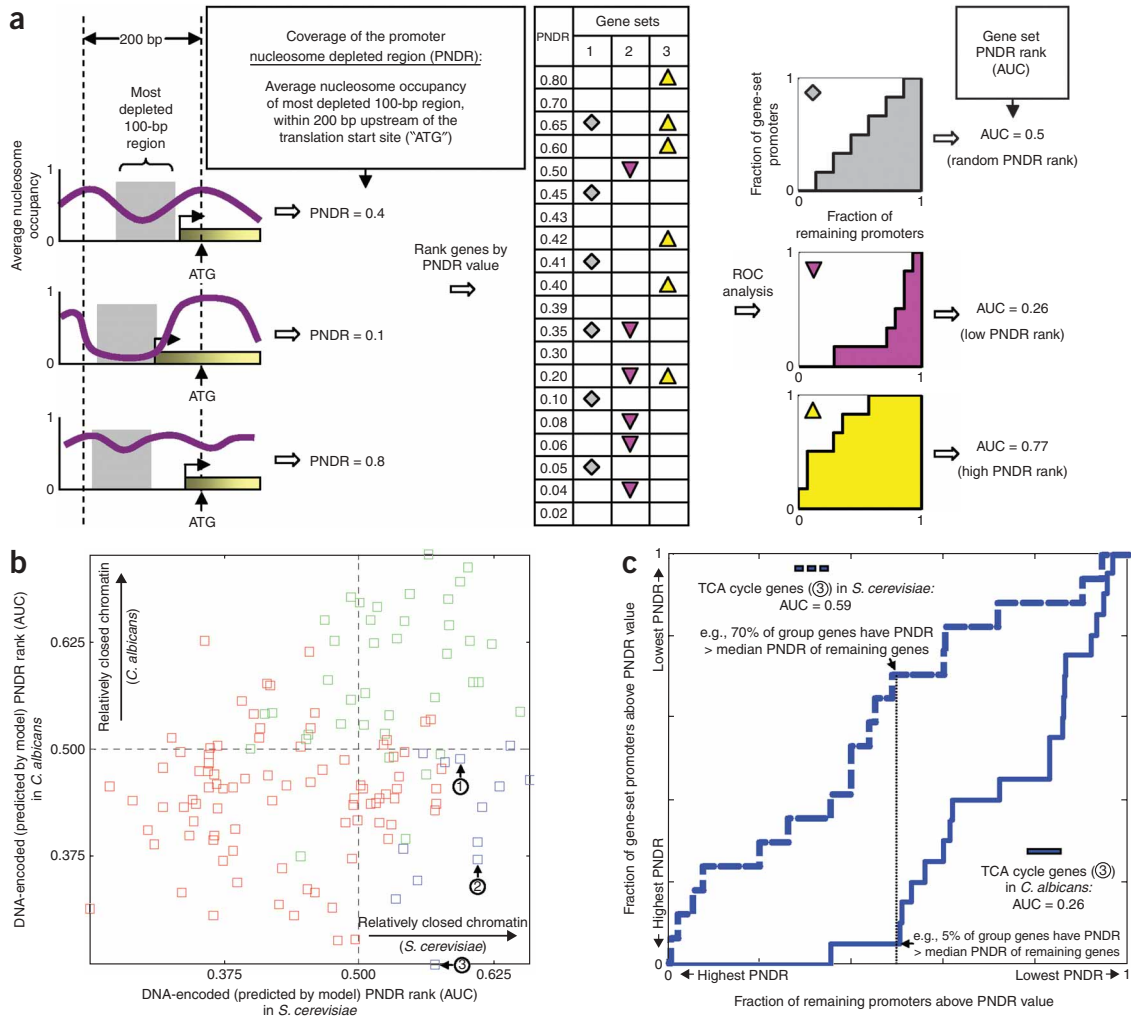 a
200 bp
Coverage of the promoter
nucleosome depleted region (PNDR):
Average nucleosome occupancy
of most depleted 100-bp region,
within 200 bp upstream of the
translation start site ("ATG")
Most
depleted
100-bp
region
Average nucleosome
occupancy
1
0
PNDR = 0.4
ATG
1
0
PNDR = 0.1
ATG
1
0
PNDR = 0.8
ATG
Rank genes by
PNDR value
PNDR
Gene sets
1 2 3
0.80
0.70
0.65
0.60
0.50
0.45
0.43
0.42
0.41
0.40
0.39
0.35
0.30
0.20
0.10
0.08
0.06
0.05
0.04
0.02
ROC
analysis
Gene set
PNDR rank
(AUC)
Fraction of gene-set
promoters
1
0
0 1
Fraction of
remaining promoters
AUC = 0.5
(random PNDR rank)
1
0
0 1
AUC = 0.26
(low PNDR rank)
1
0
0 1
AUC = 0.77
(high PNDR rank)
b
DNA-encoded (predicted by model) PNDR rank (AUC)
in C. albicans
Relatively closed chromatin
(C. albicans)
0.625
0.500
0.375
1
2
3
Relatively closed chromatin
(S. cerevisiae)
0.375 0.500 0.625
DNA-encoded (predicted by model) PNDR rank (AUC)
in S. cerevisiae
c
Fraction of gene-set promoters above PNDR value
Lowest PNDR
Highest PNDR
1
0
TCA cycle genes (3) in S. cerevisiae:
AUC = 0.59
e.g., 70% of group genes have PNDR
> median PNDR of remaining genes
TCA cycle genes (3)
in C. albicans:
AUC = 0.26
e.g., 5% of group genes have PNDR
> median PNDR of remaining genes
0 Highest PNDR Lowest PNDR 1
Fraction of remaining promoters above PNDR value